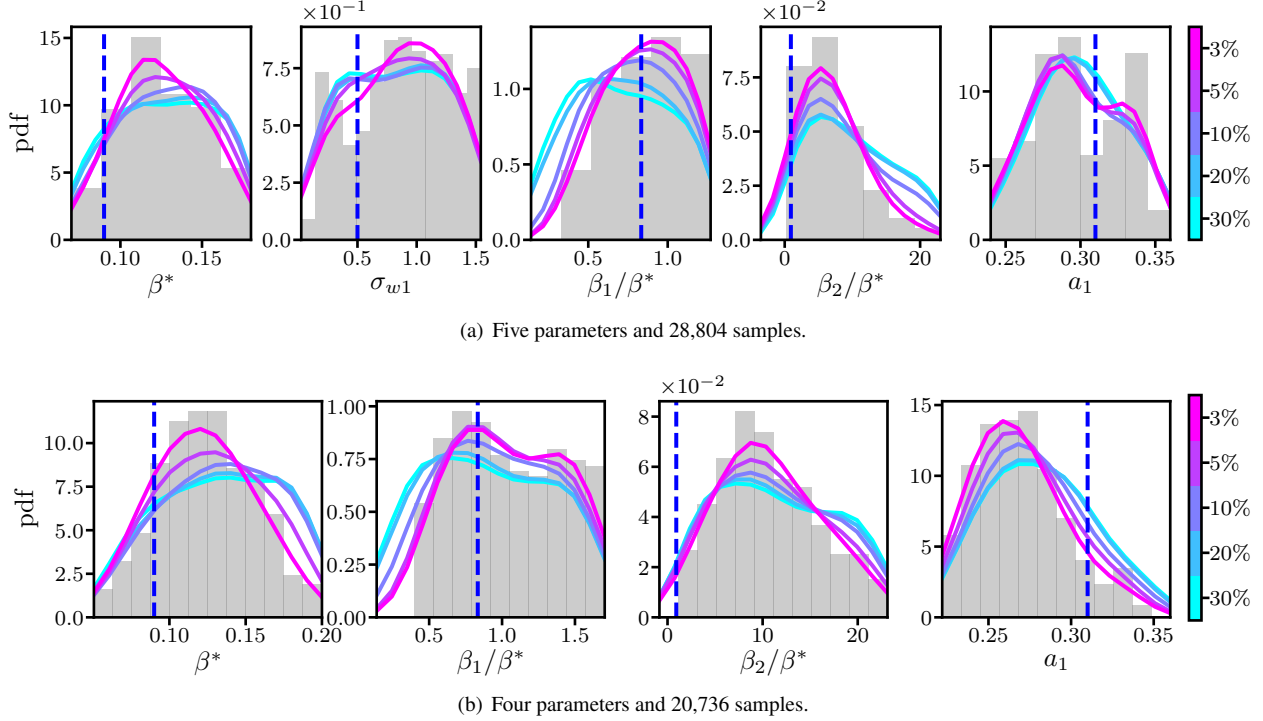 ×10⁻¹ ×10⁻²
15 10 5 0 pdf 0.10 0.15 β*
7.5 5.0 2.5 0.0 0.5 1.0 1.5 σw1
1.0 0.5 0.0 0.5 1.0 β1/β*
7.5 5.0 2.5 0.0 0 20 β2/β*
10 5 0 0.25 0.30 0.35 a1
3% 5% 10% 20% 30%
(a) Five parameters and 28,804 samples.
×10⁻²
10.0 7.5 5.0 2.5 0.0 pdf 0.10 0.15 0.20 β*
1.00 0.75 0.50 0.25 0.00 0.5 1.0 1.5 β1/β*
8 6 4 2 0 0 10 20 β2/β*
15 10 5 0 0.25 0.30 0.35 a1
3% 5% 10% 20% 30%
(b) Four parameters and 20,736 samples.